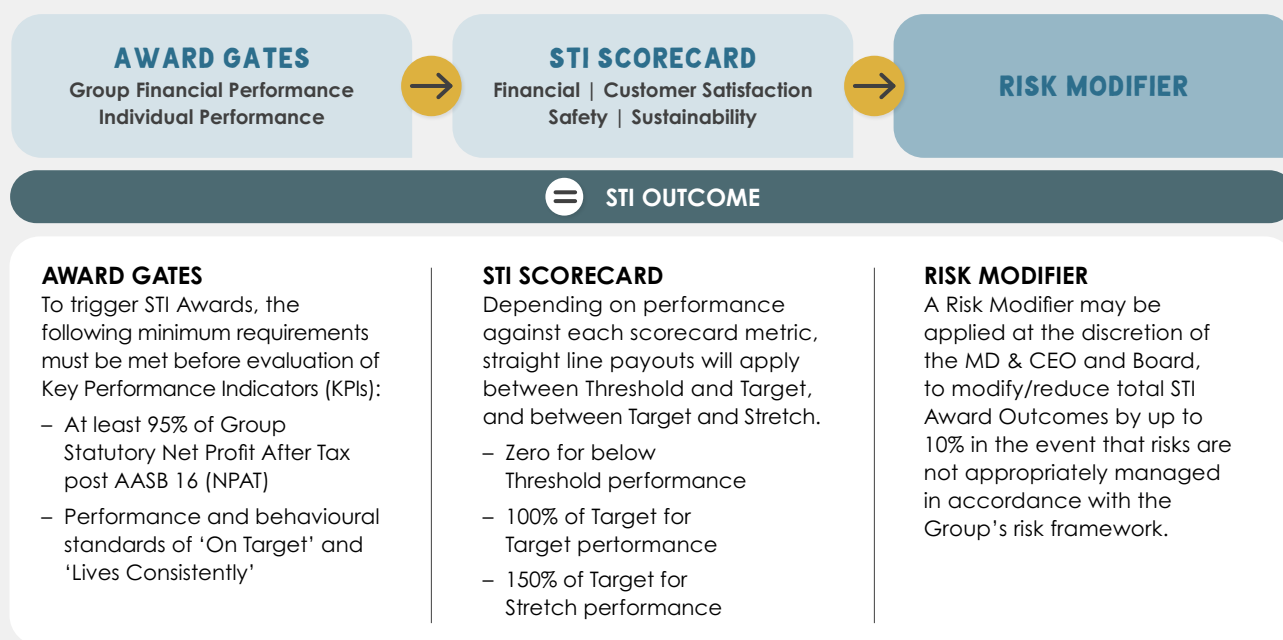 AWARD GATES
Group Financial Performance
Individual Performance
STI SCORECARD
Financial | Customer Satisfaction
Safety | Sustainability
RISK MODIFIER
= STI OUTCOME
AWARD GATES
To trigger STI Awards, the
following minimum requirements
must be met before evaluation of
Key Performance Indicators (KPIs):
– At least 95% of Group
Statutory Net Profit After Tax
post AASB 16 (NPAT)
– Performance and behavioural
standards of ‘On Target’ and
‘Lives Consistently’
STI SCORECARD
Depending on performance
against each scorecard metric,
straight line payouts will apply
between Threshold and Target,
and between Target and Stretch.
– Zero for below
Threshold performance
– 100% of Target for
Target performance
– 150% of Target for
Stretch performance
RISK MODIFIER
A Risk Modifier may be
applied at the discretion of
the MD & CEO and Board,
to modify/reduce total STI
Award Outcomes by up to
10% in the event that risks are
not appropriately managed
in accordance with the
Group’s risk framework.